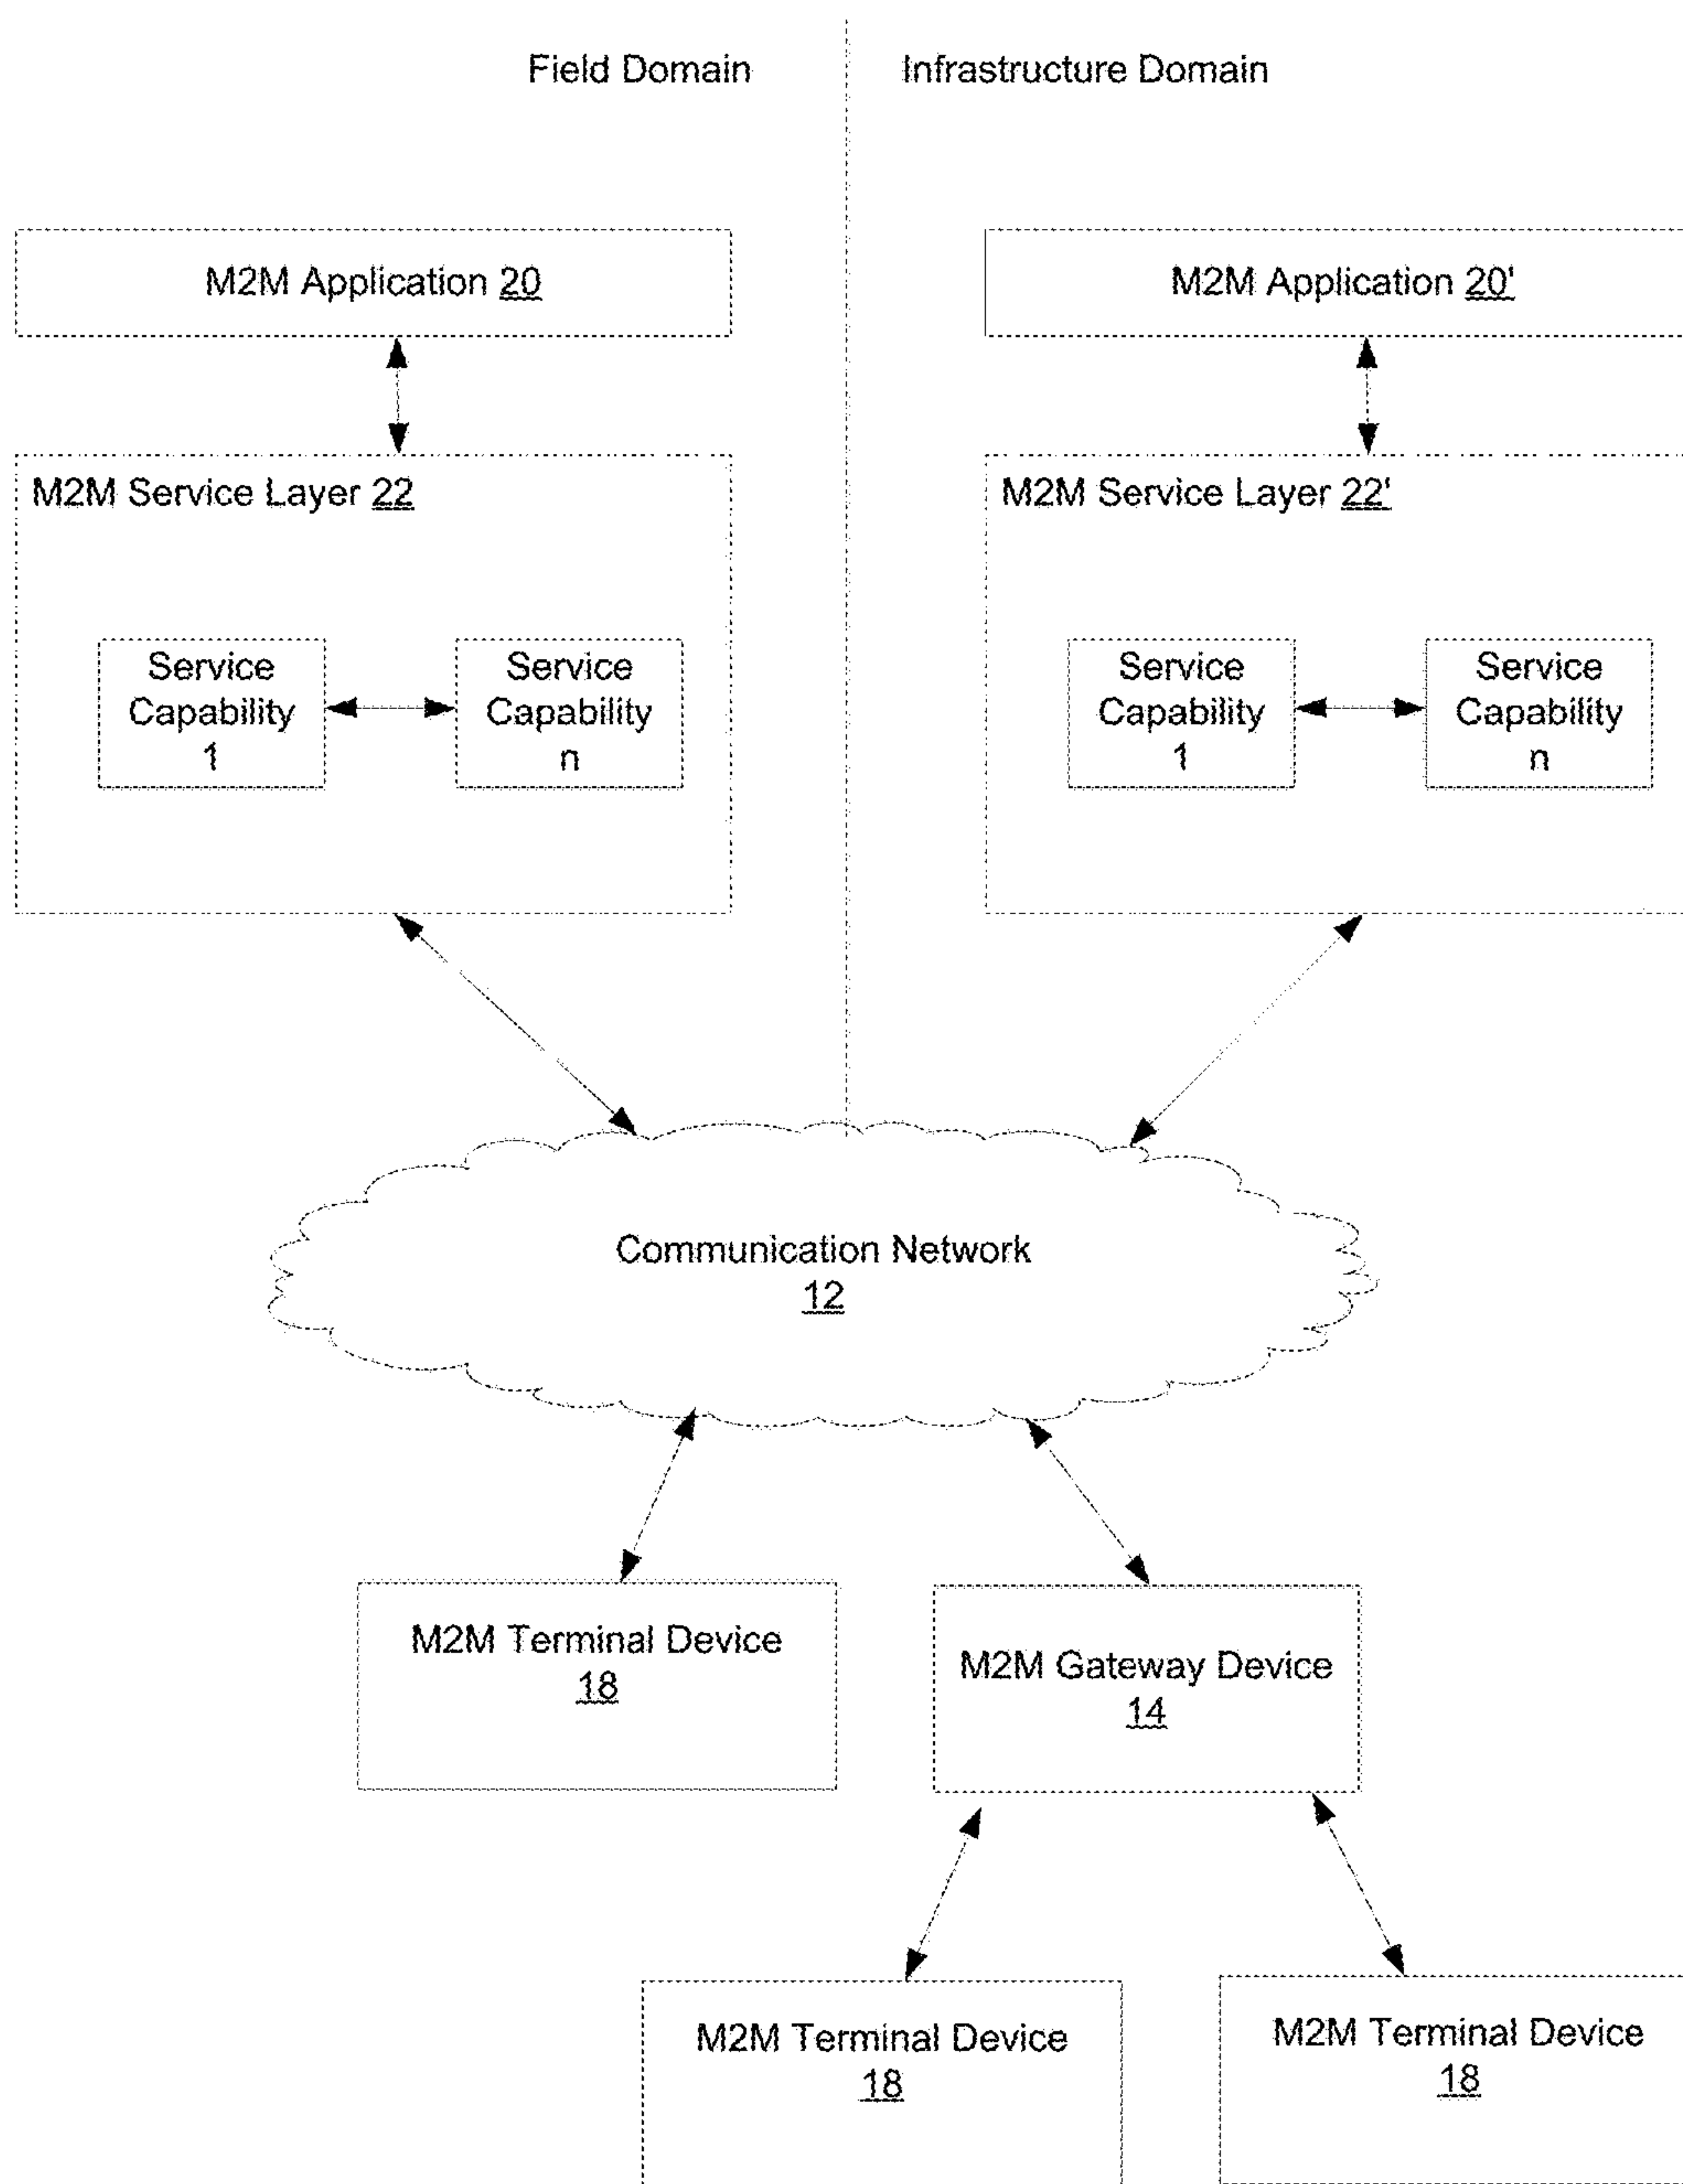 Field Domain
Infrastructure Domain
M2M Application 20
M2M Application 20'
M2M Service Layer 22
M2M Service Layer 22'
Service
Capability
1
Service
Capability
n
Service
Capability
1
Service
Capability
n
Communication Network
12
M2M Terminal Device
18
M2M Gateway Device
14
M2M Terminal Device
18
M2M Terminal Device
18